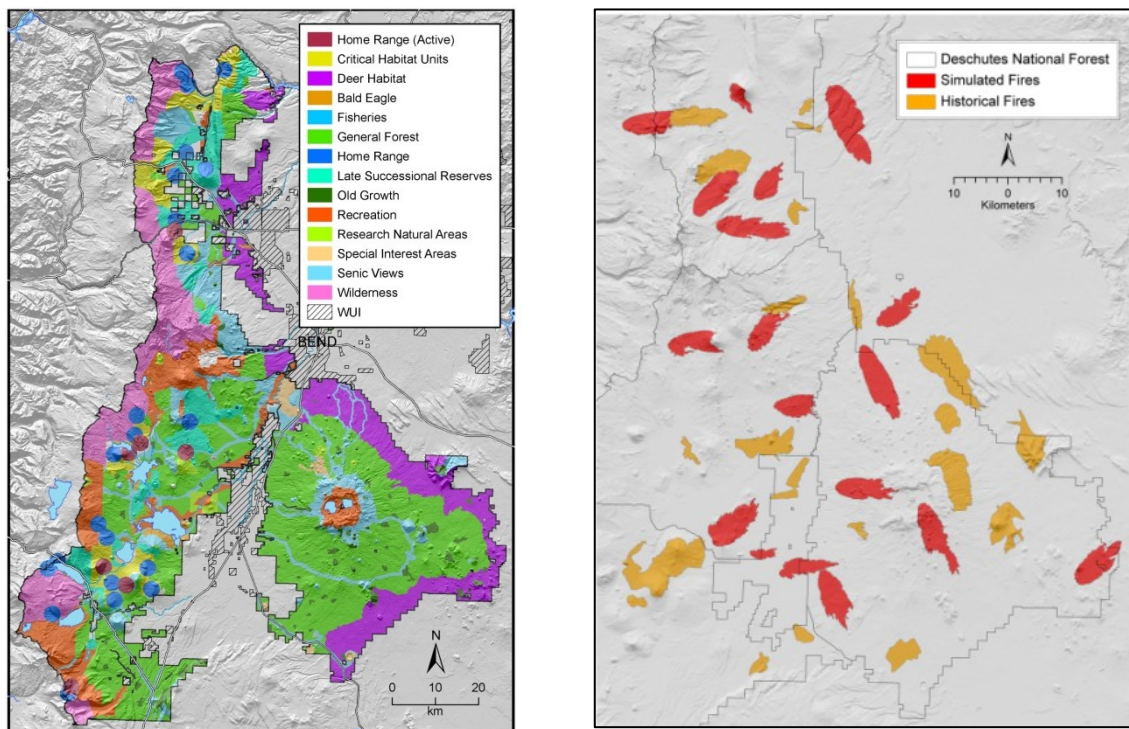 Home Range (Active)
Critical Habitat Units
Deer Habitat
Bald Eagle
Fisheries
General Forest
Home Range
Late Successional Reserves
Old Growth
Recreation
Research Natural Areas
Special Interest Areas
Senic Views
Wilderness
WUI
BEND
N
0 10 20
km
Deschutes National Forest
Simulated Fires
Historical Fires
N
10 0 10
Kilometers